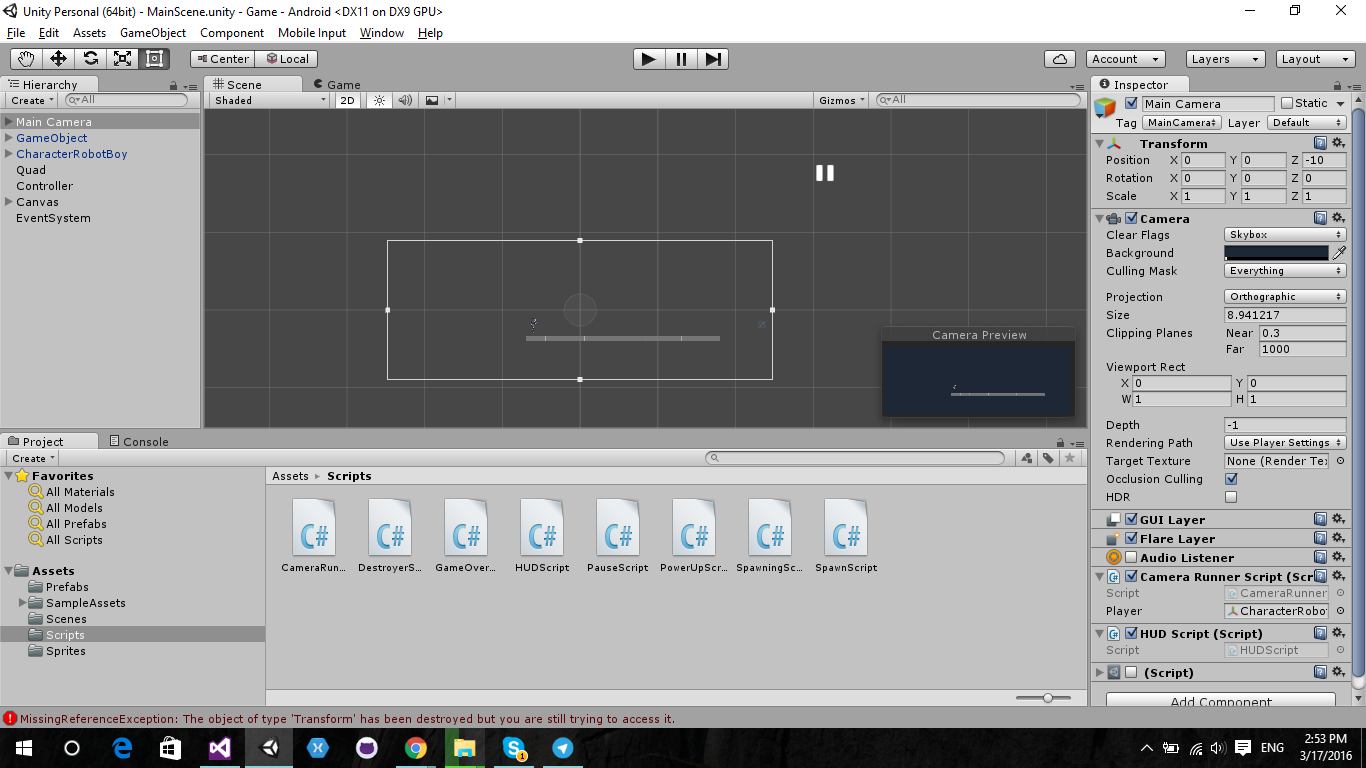 Unity Personal (64bit) - MainScene.unity - Game - Android <DX11 on DX9 GPU>
File Edit Assets GameObject Component Mobile Input Window Help
Center Local
Account Layers Layout
Hierarchy
Create All
Main Camera
GameObject
CharacterRobotBoy
Quad
Controller
Canvas
EventSystem
Scene Game
Shaded 2D Gizmos All
Camera Preview
Inspector
Main Camera Static
Tag MainCamera Layer Default
Transform
Position X 0 Y 0 Z -10
Rotation X 0 Y 0 Z 0
Scale X 1 Y 1 Z 1
Camera
Clear Flags Skybox
Background
Culling Mask Everything
Projection Orthographic
Size 8.941217
Clipping Planes Near 0.3
Far 1000
Viewport Rect
X 0 Y 0
W 1 H 1
Depth -1
Rendering Path Use Player Settings
Target Texture None (Render Te
Occlusion Culling
HDR
GUI Layer
Flare Layer
Audio Listener
Camera Runner Script (Scr
Script CameraRunner
Player CharacterRobot
HUD Script (Script)
Script HUDScript
(Script)
Add Component
Project Console
Create
Favorites
All Materials
All Models
All Prefabs
All Scripts
Assets
Prefabs
SampleAssets
Scenes
Scripts
Sprites
Assets Scripts
C# C# C# C# C# C# C# C#
CameraRun... DestroyerS... GameOver... HUDScript PauseScript PowerUpScr... SpawningSc... SpawnScript
MissingReferenceException: The object of type 'Transform' has been destroyed but you are still trying to access it.
1
ENG
2:53 PM
3/17/2016